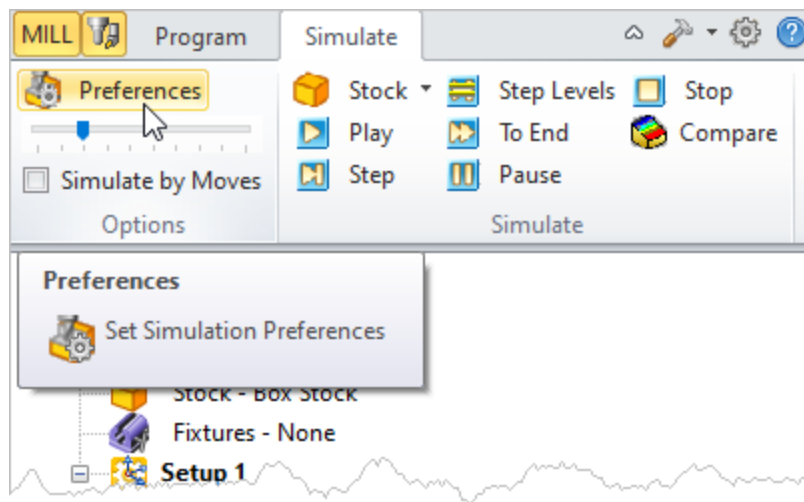 MILL Program Simulate
Preferences Stock Step Levels Stop
Play To End Compare
Simulate by Moves Step Pause
Options Simulate
Preferences
Set Simulation Preferences
Stock - Box Stock
Fixtures - None
Setup 1